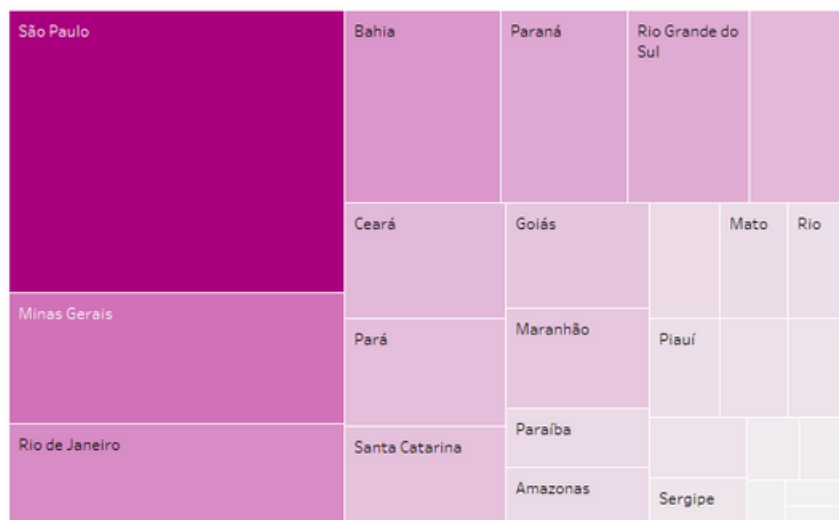 São Paulo
Minas Gerais
Rio de Janeiro
Bahia
Paraná
Rio Grande do
Sul
Ceará
Pará
Santa Catarina
Goiás
Maranhão
Paraíba
Amazonas
Mato
Rio
Piauí
Sergipe